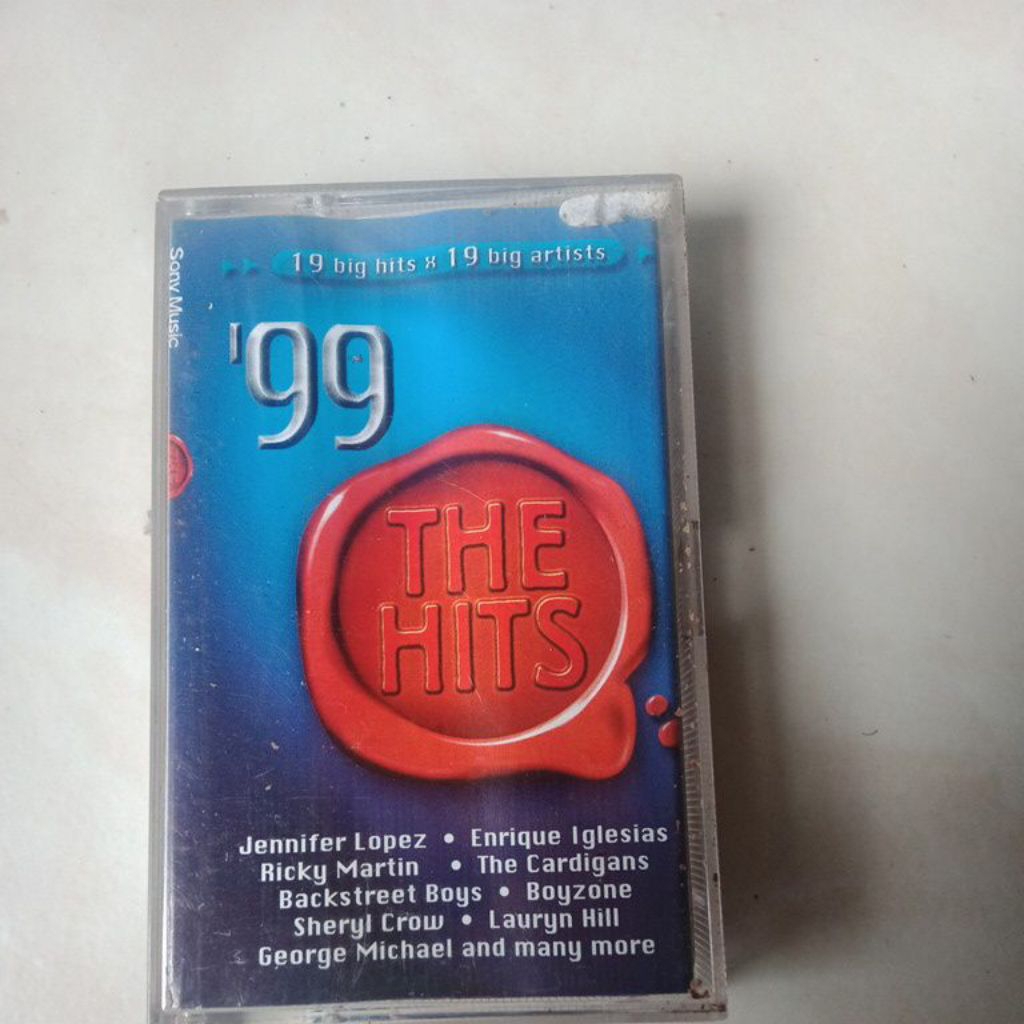 Sony Music
19 big hits x 19 big artists
'99
THE
HITS
Jennifer Lopez • Enrique Iglesias
Ricky Martin • The Cardigans
Backstreet Boys • Boyzone
Sheryl Crow • Lauryn Hill
George Michael and many more